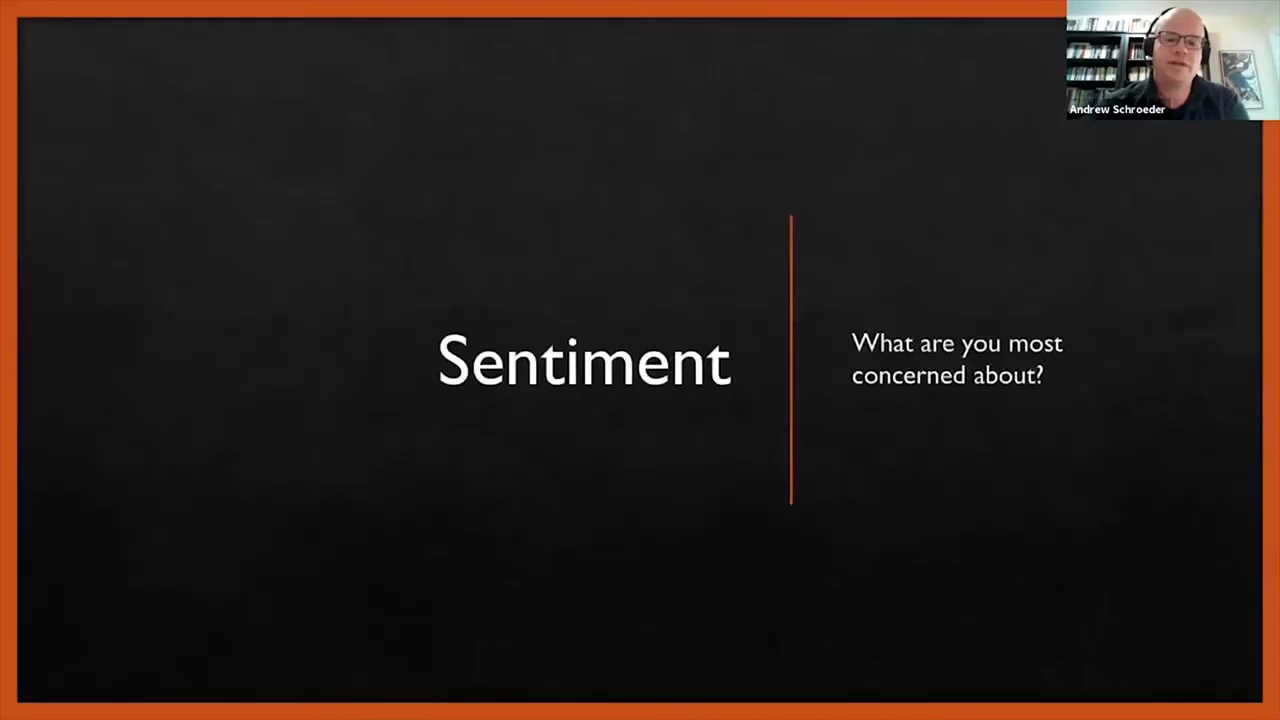 Andrew Schroeder
Sentiment
What are you most
concerned about?